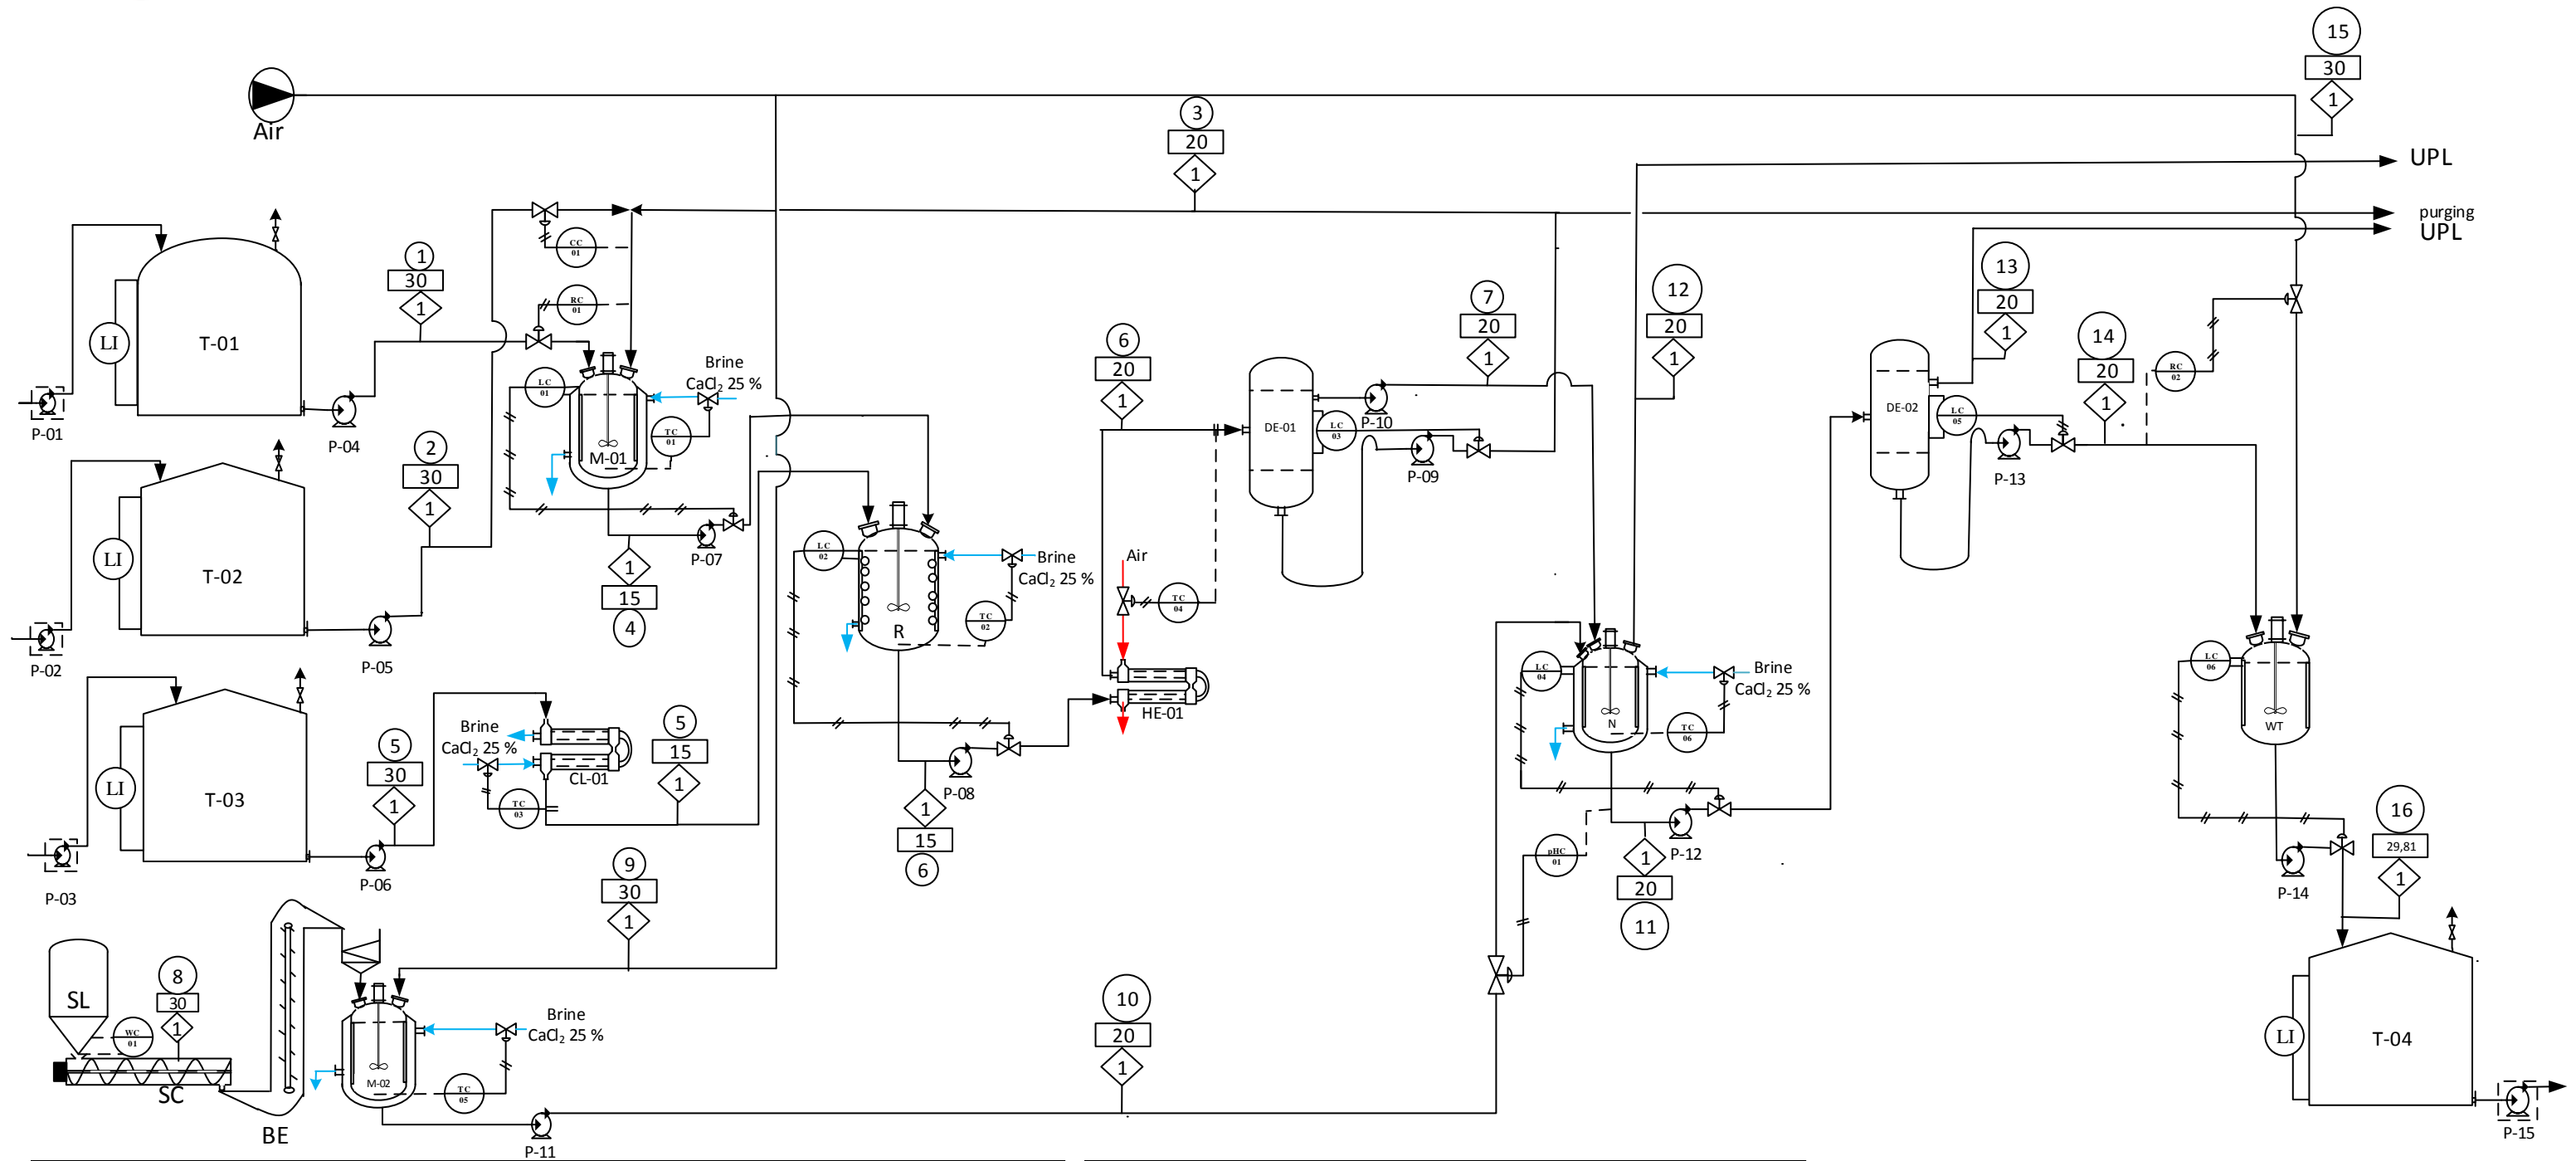 15
30
1
Air
3
20
1
UPL
purging
UPL
CC
01
1
30
1
RC
01
LI
T-01
P-01
P-04
Brine
CaCl2 25 %
LC
01
TC
01
M-01
P-07
1
15
4
2
30
1
LI
T-02
P-02
P-05
LC
02
R
TC
02
Brine
CaCl2 25 %
P-08
1
15
6
6
20
1
Air
TC
04
HE-01
DE-01
LC
03
P-10
P-09
7
20
1
12
20
1
13
20
1
14
20
1
RC
02
DE-02
LC
05
P-13
LI
T-03
P-03
P-06
5
30
1
Brine
CaCl2 25 %
CL-01
TC
03
5
15
1
LC
04
N
TC
06
Brine
CaCl2 25 %
P-12
1
20
11
pHC
01
LC
06
WT
P-14
16
29,81
1
LI
T-04
P-15
9
30
1
SL
WC
01
8
30
1
SC
BE
M-02
TC
05
Brine
CaCl2 25 %
P-11
10
20
1